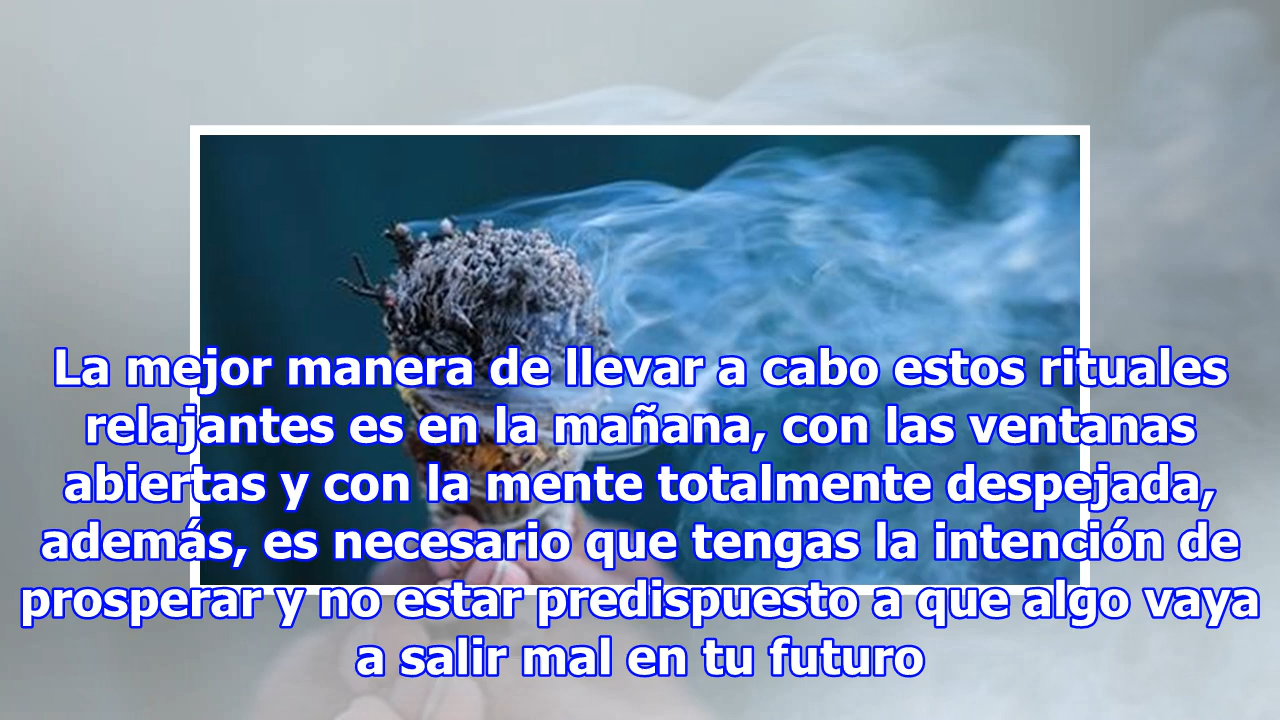 La mejor manera de llevar a cabo estos rituales
relajantes es en la mañana, con las ventanas
abiertas y con la mente totalmente despejada,
además, es necesario que tengas la intención de
prosperar y no estar predispuesto a que algo vaya
a salir mal en tu futuro